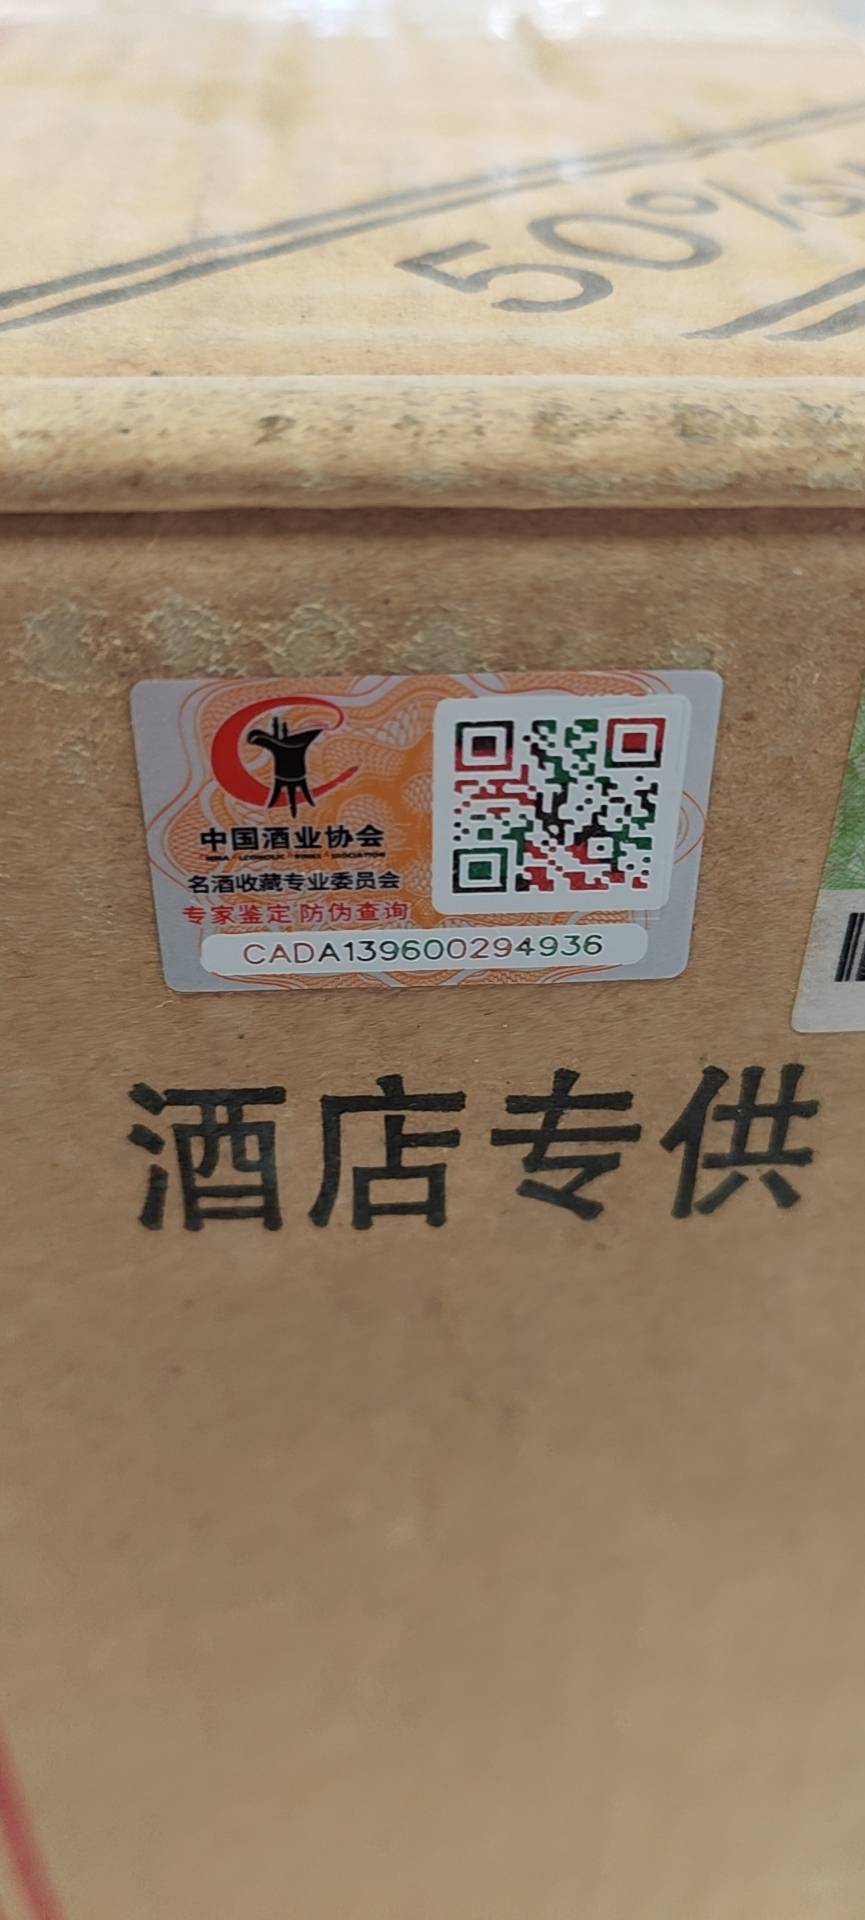 50%
中国酒业协会
名酒收藏专业委员会
专家鉴定 防伪查询
CADA139600294936
酒店专供